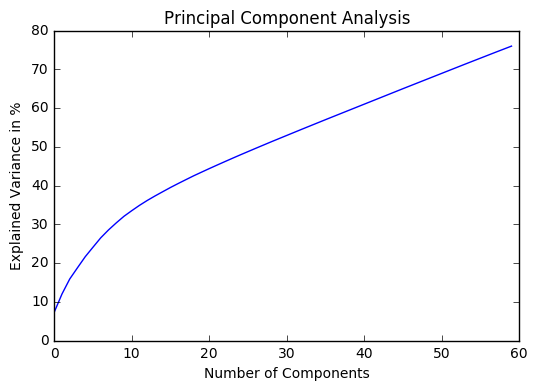 Principal Component Analysis
Explained Variance in %
80
70
60
50
40
30
20
10
0
0 10 20 30 40 50 60
Number of Components